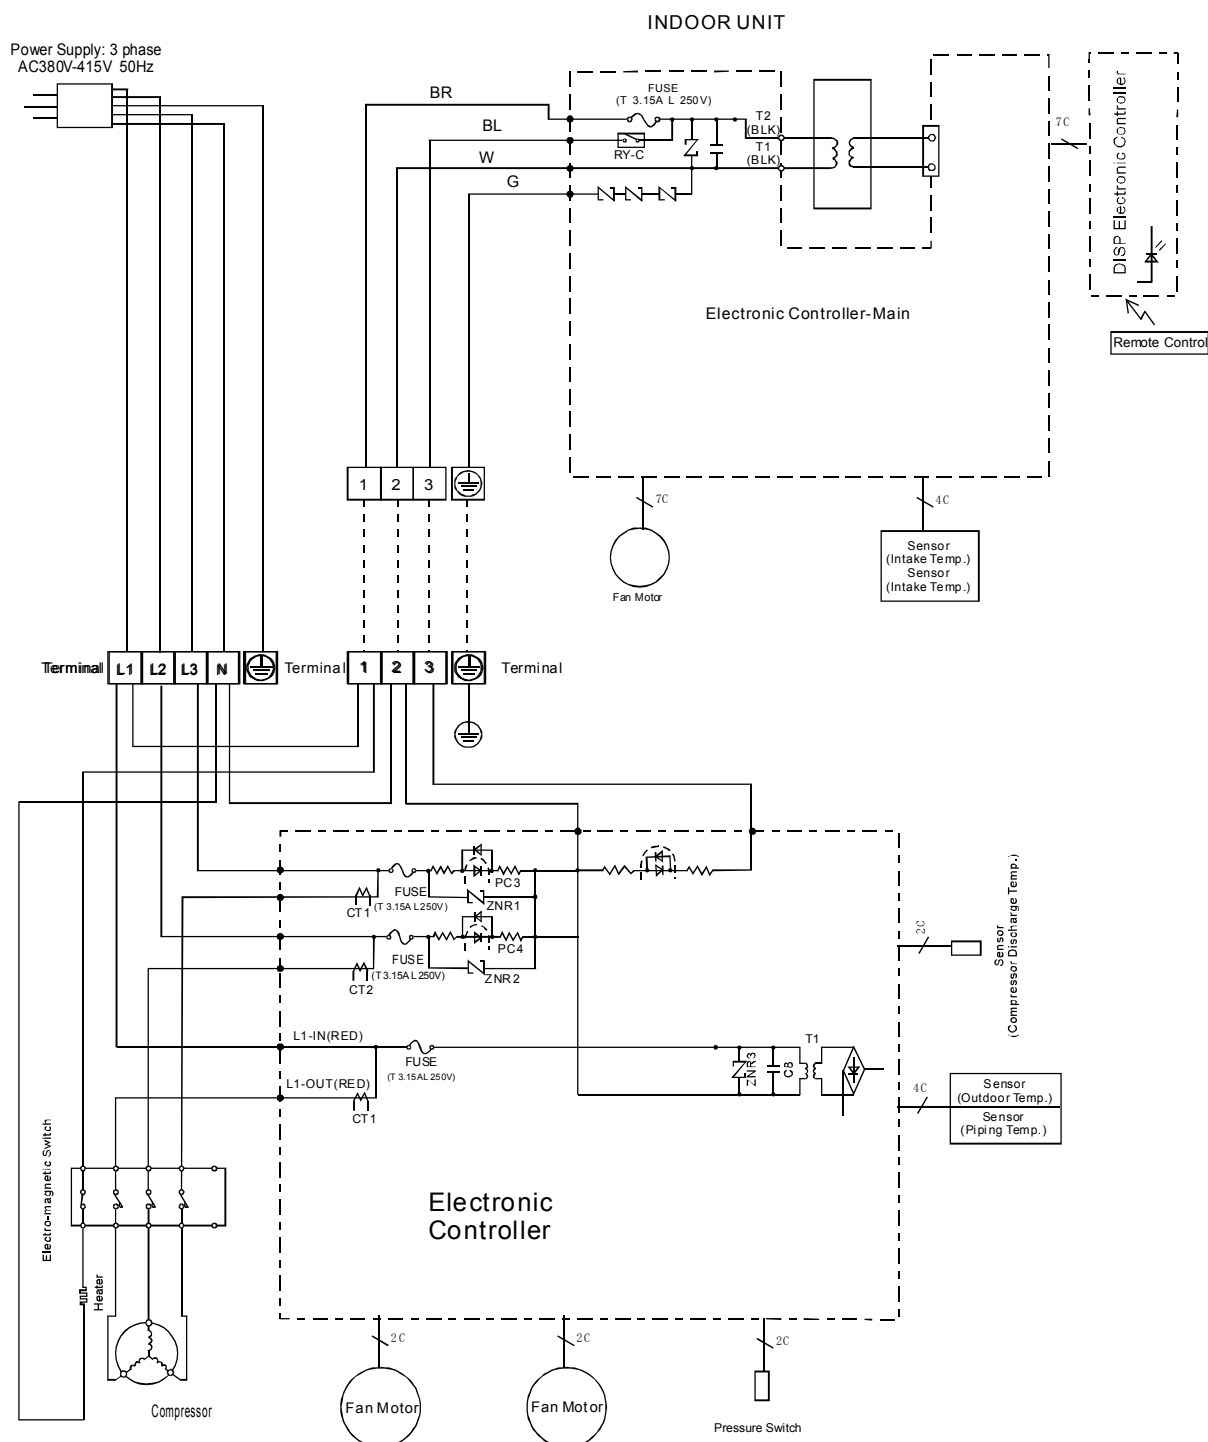 INDOOR UNIT
Power Supply: 3 phase
AC380V-415V 50Hz
BR
FUSE
(T 3.15A L 250V)
T2
(BLK)
BL
RY-C
T1
(BLK)
W
G
7C
DISP Electronic Controller
Electronic Controller-Main
Remote Control
1 2 3
7C
4C
Fan Motor
Sensor
(Intake Temp.)
Sensor
(Intake Temp.)
Terminal L1 L2 L3 N
Terminal 1 2 3
Terminal
PC3
FUSE
(T 3.15A L 250V)
CT1
ZNR1
PC4
FUSE
(T 3.15A L 250V)
CT2
ZNR2
2C
Sensor
(Compressor Discharge Temp.)
L1-IN(RED)
FUSE
(T 3.15A L 250V)
T1
ZNR3
C8
L1-OUT(RED)
CT1
4C
Sensor
(Outdoor Temp.)
Sensor
(Piping Temp.)
Electro-magnetic Switch
Electronic
Controller
Heater
2C
2C
2C
Compressor
Fan Motor
Fan Motor
Pressure Switch